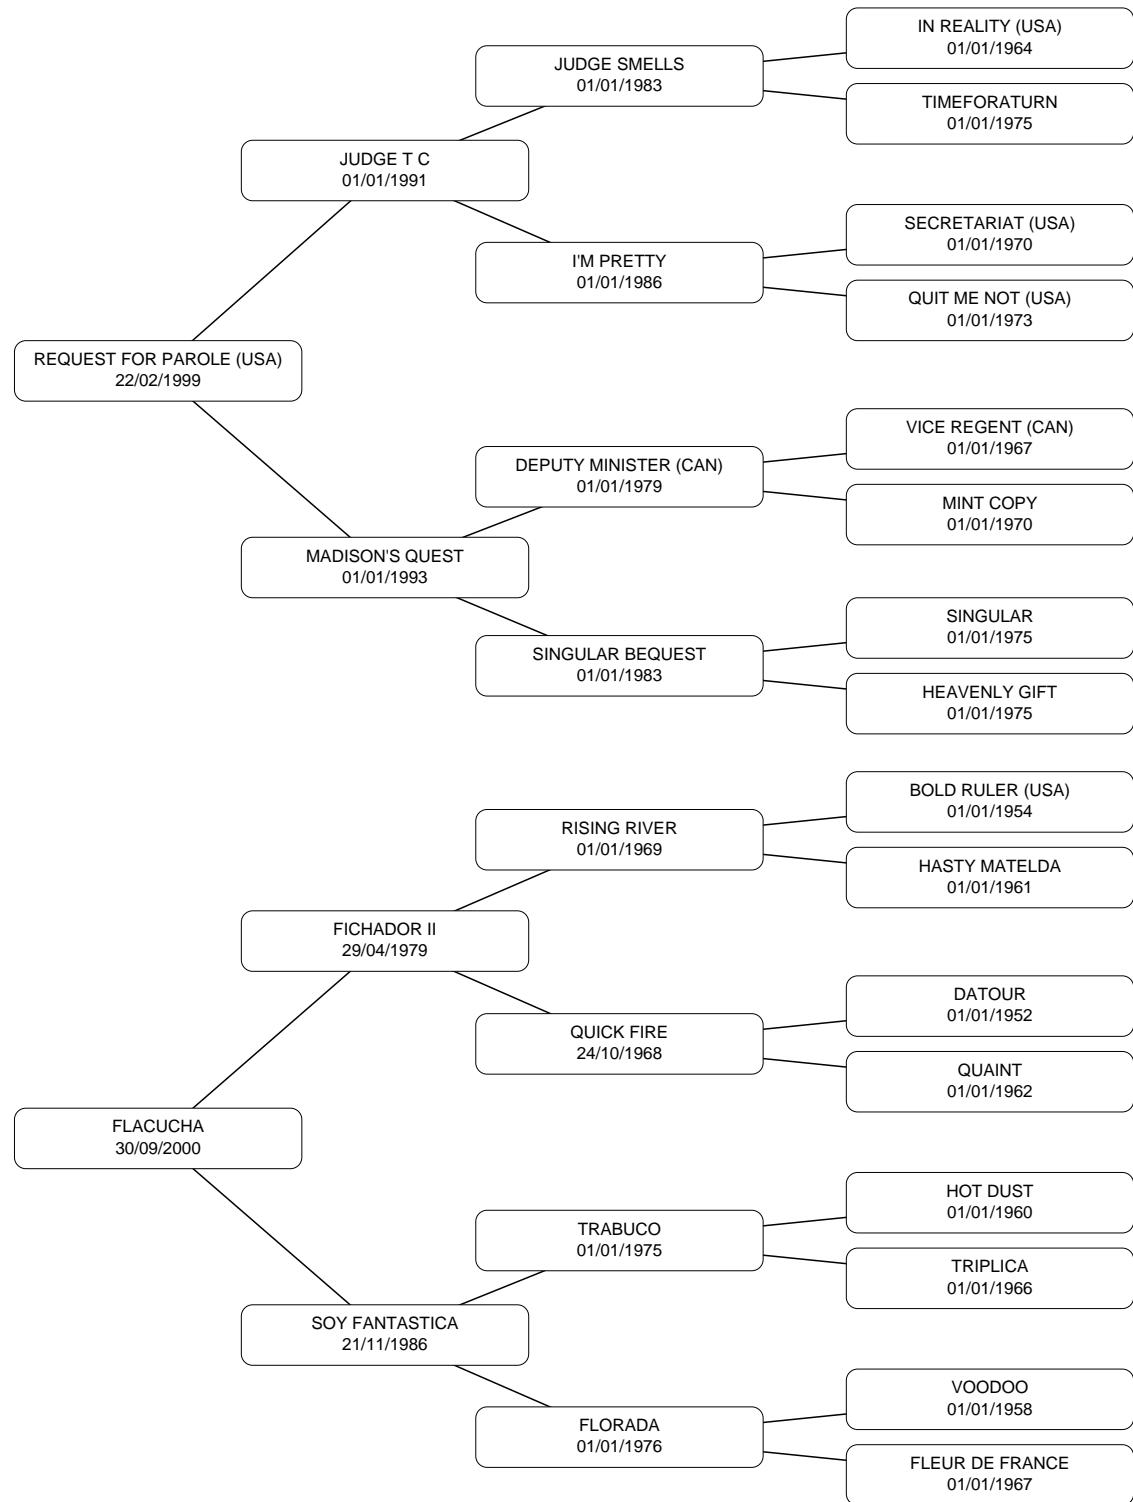 IN REALITY (USA)
01/01/1964
JUDGE SMELLS
01/01/1983
TIMEFORATURN
01/01/1975
JUDGE T C
01/01/1991
SECRETARIAT (USA)
01/01/1970
I'M PRETTY
01/01/1986
QUIT ME NOT (USA)
01/01/1973
REQUEST FOR PAROLE (USA)
22/02/1999
VICE REGENT (CAN)
01/01/1967
DEPUTY MINISTER (CAN)
01/01/1979
MINT COPY
01/01/1970
MADISON'S QUEST
01/01/1993
SINGULAR
01/01/1975
SINGULAR BEQUEST
01/01/1983
HEAVENLY GIFT
01/01/1975
BOLD RULER (USA)
01/01/1954
RISING RIVER
01/01/1969
HASTY MATELDA
01/01/1961
FICHADOR II
29/04/1979
DATOUR
01/01/1952
QUICK FIRE
24/10/1968
QUAINT
01/01/1962
FLACUCHA
30/09/2000
HOT DUST
01/01/1960
TRABUCO
01/01/1975
TRIPLICA
01/01/1966
SOY FANTASTICA
21/11/1986
VOODOO
01/01/1958
FLORADA
01/01/1976
FLEUR DE FRANCE
01/01/1967